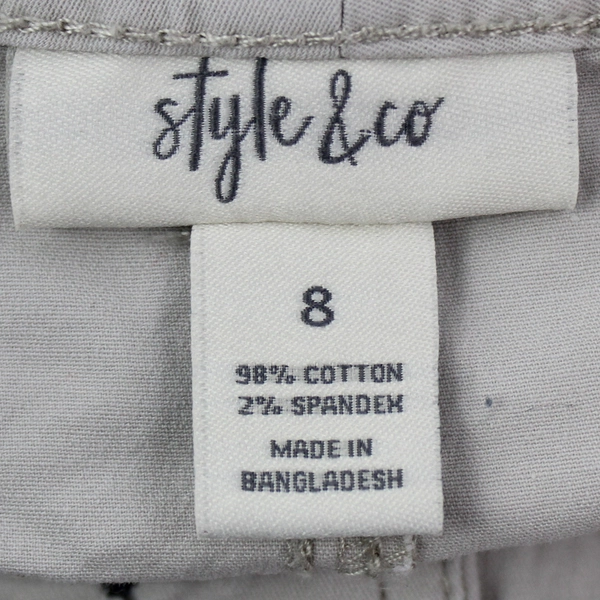 style &co
8
98% COTTON
2% SPANDEX
MADE IN
BANGLADESH